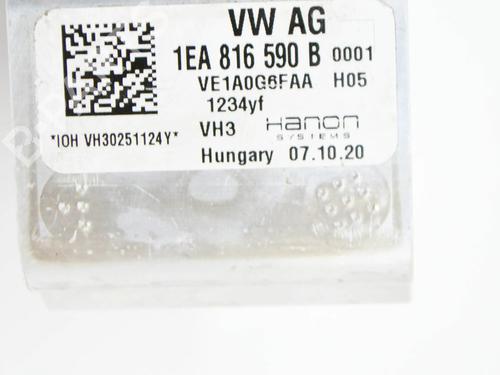 VW AG
1EA 816 590 B 0001
VE1A0G6FAA H05
1234yf
*IOH VH30251124Y* VH3 Hanon
SYSTEMS
Hungary 07.10.20